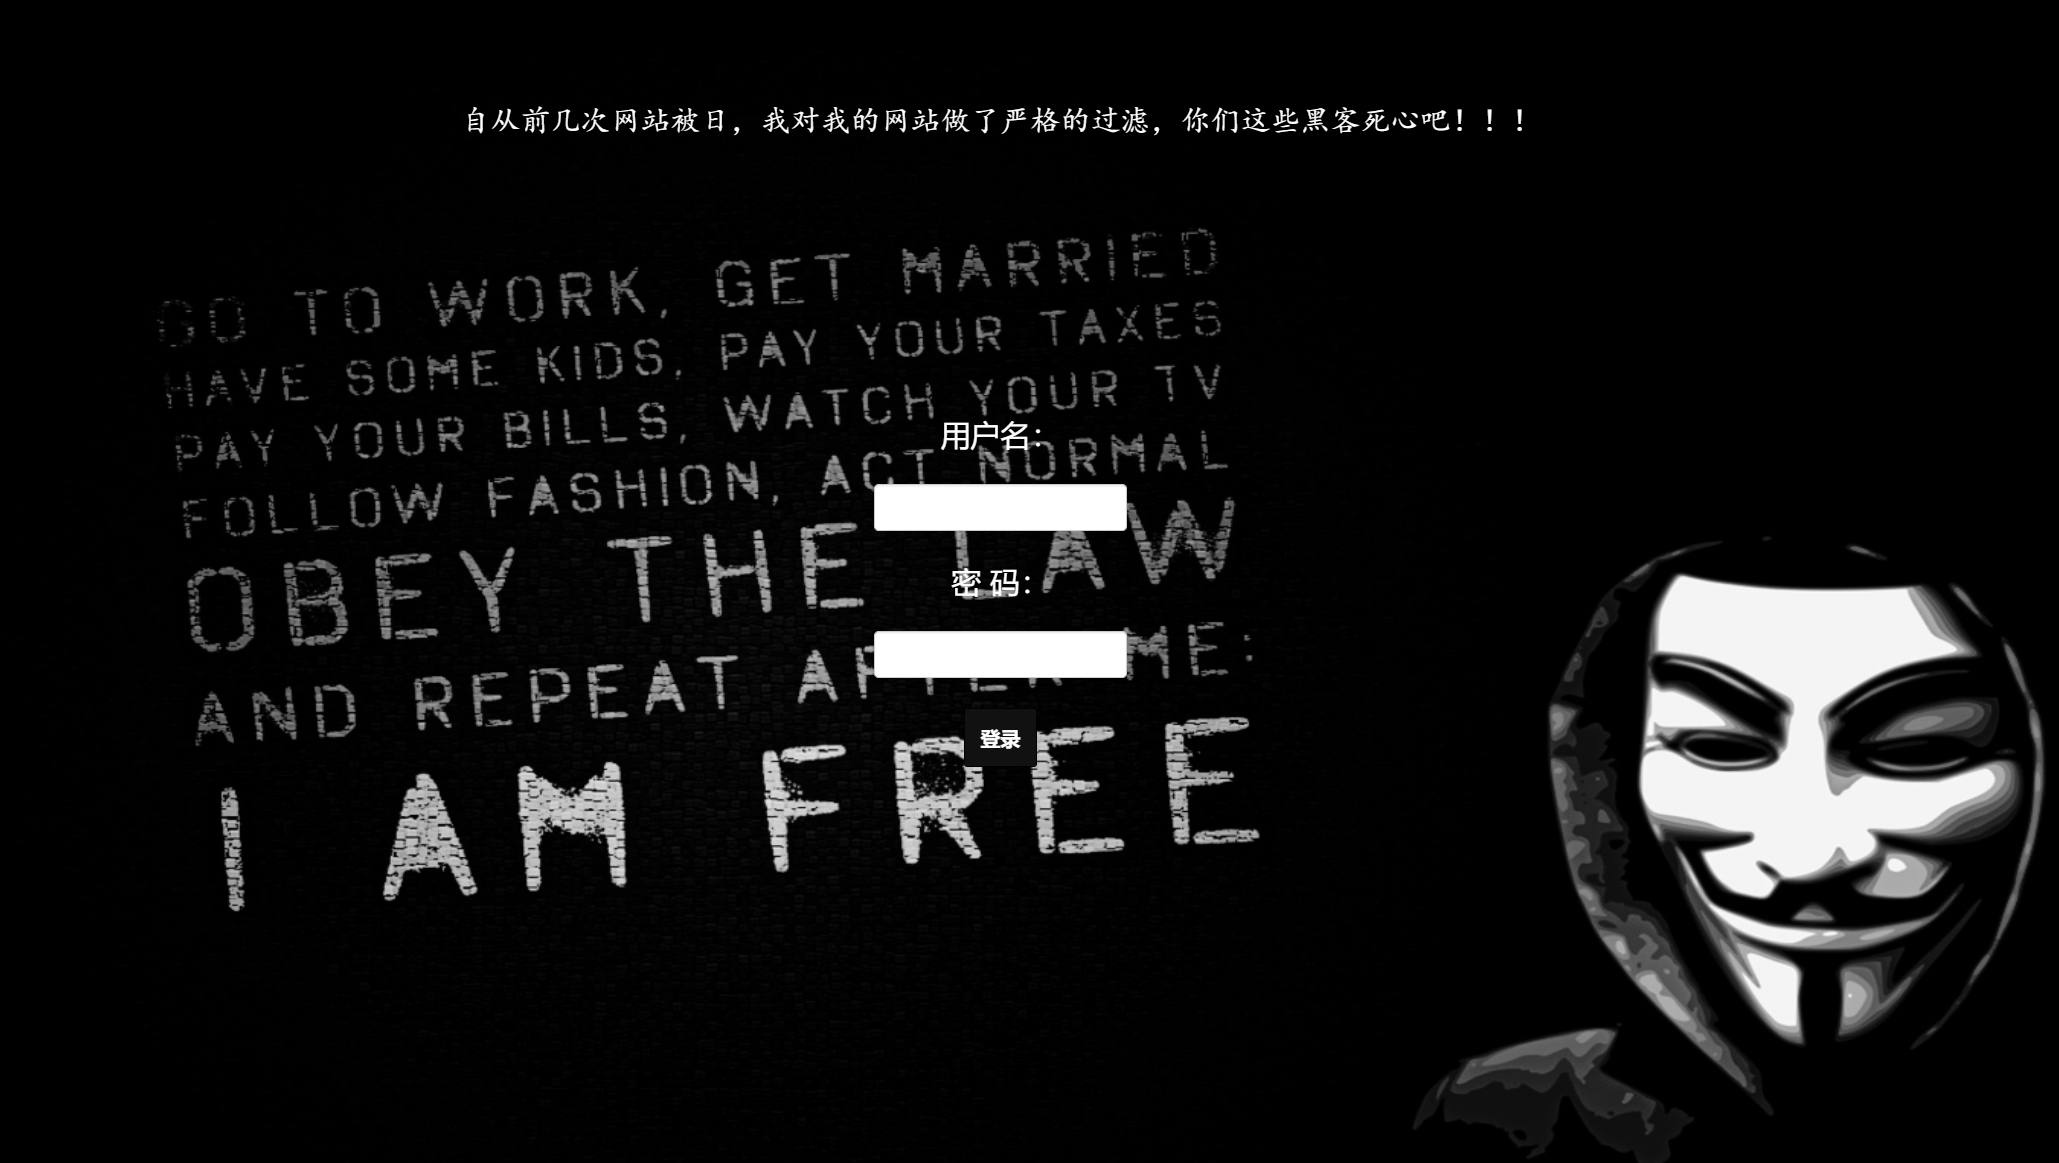 自从前几次网站被日，我对我的网站做了严格的过滤，你们这些黑客死心吧！！！
GO TO WORK, GET MARRIED
HAVE SOME KIDS, PAY YOUR TAXES
PAY YOUR BILLS, WATCH YOUR TV
用户名：
FOLLOW FASHION, ACT NORMAL
OBEY THE LAW
密 码：
AND REPEAT AFTER ME:
登录
I AM FREE